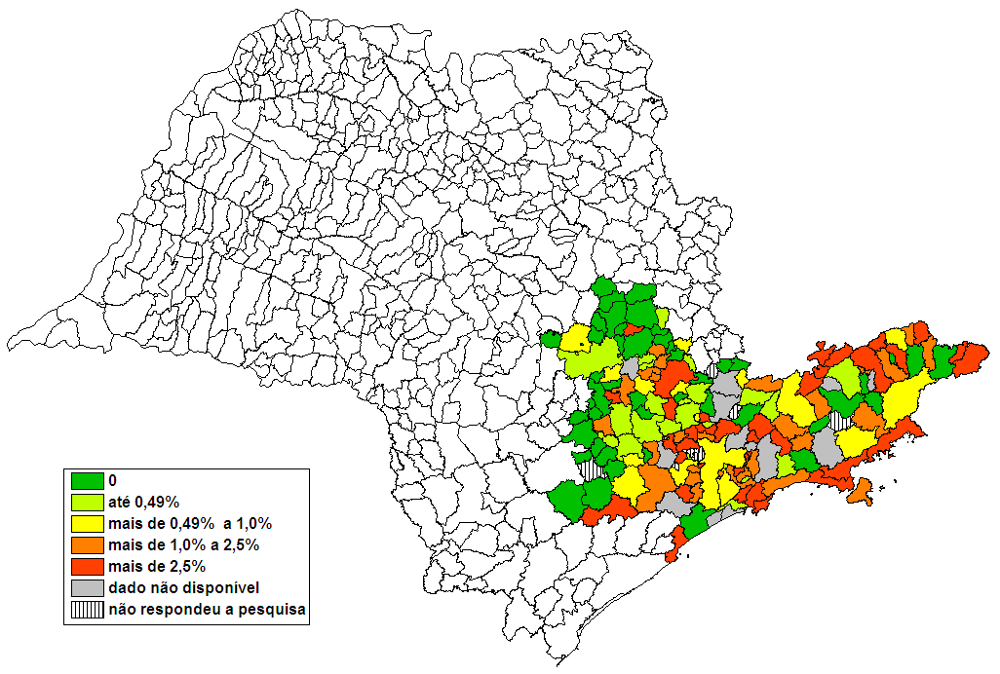 0
até 0,49%
mais de 0,49% a 1,0%
mais de 1,0% a 2,5%
mais de 2,5%
dado não disponível
não respondeu a pesquisa